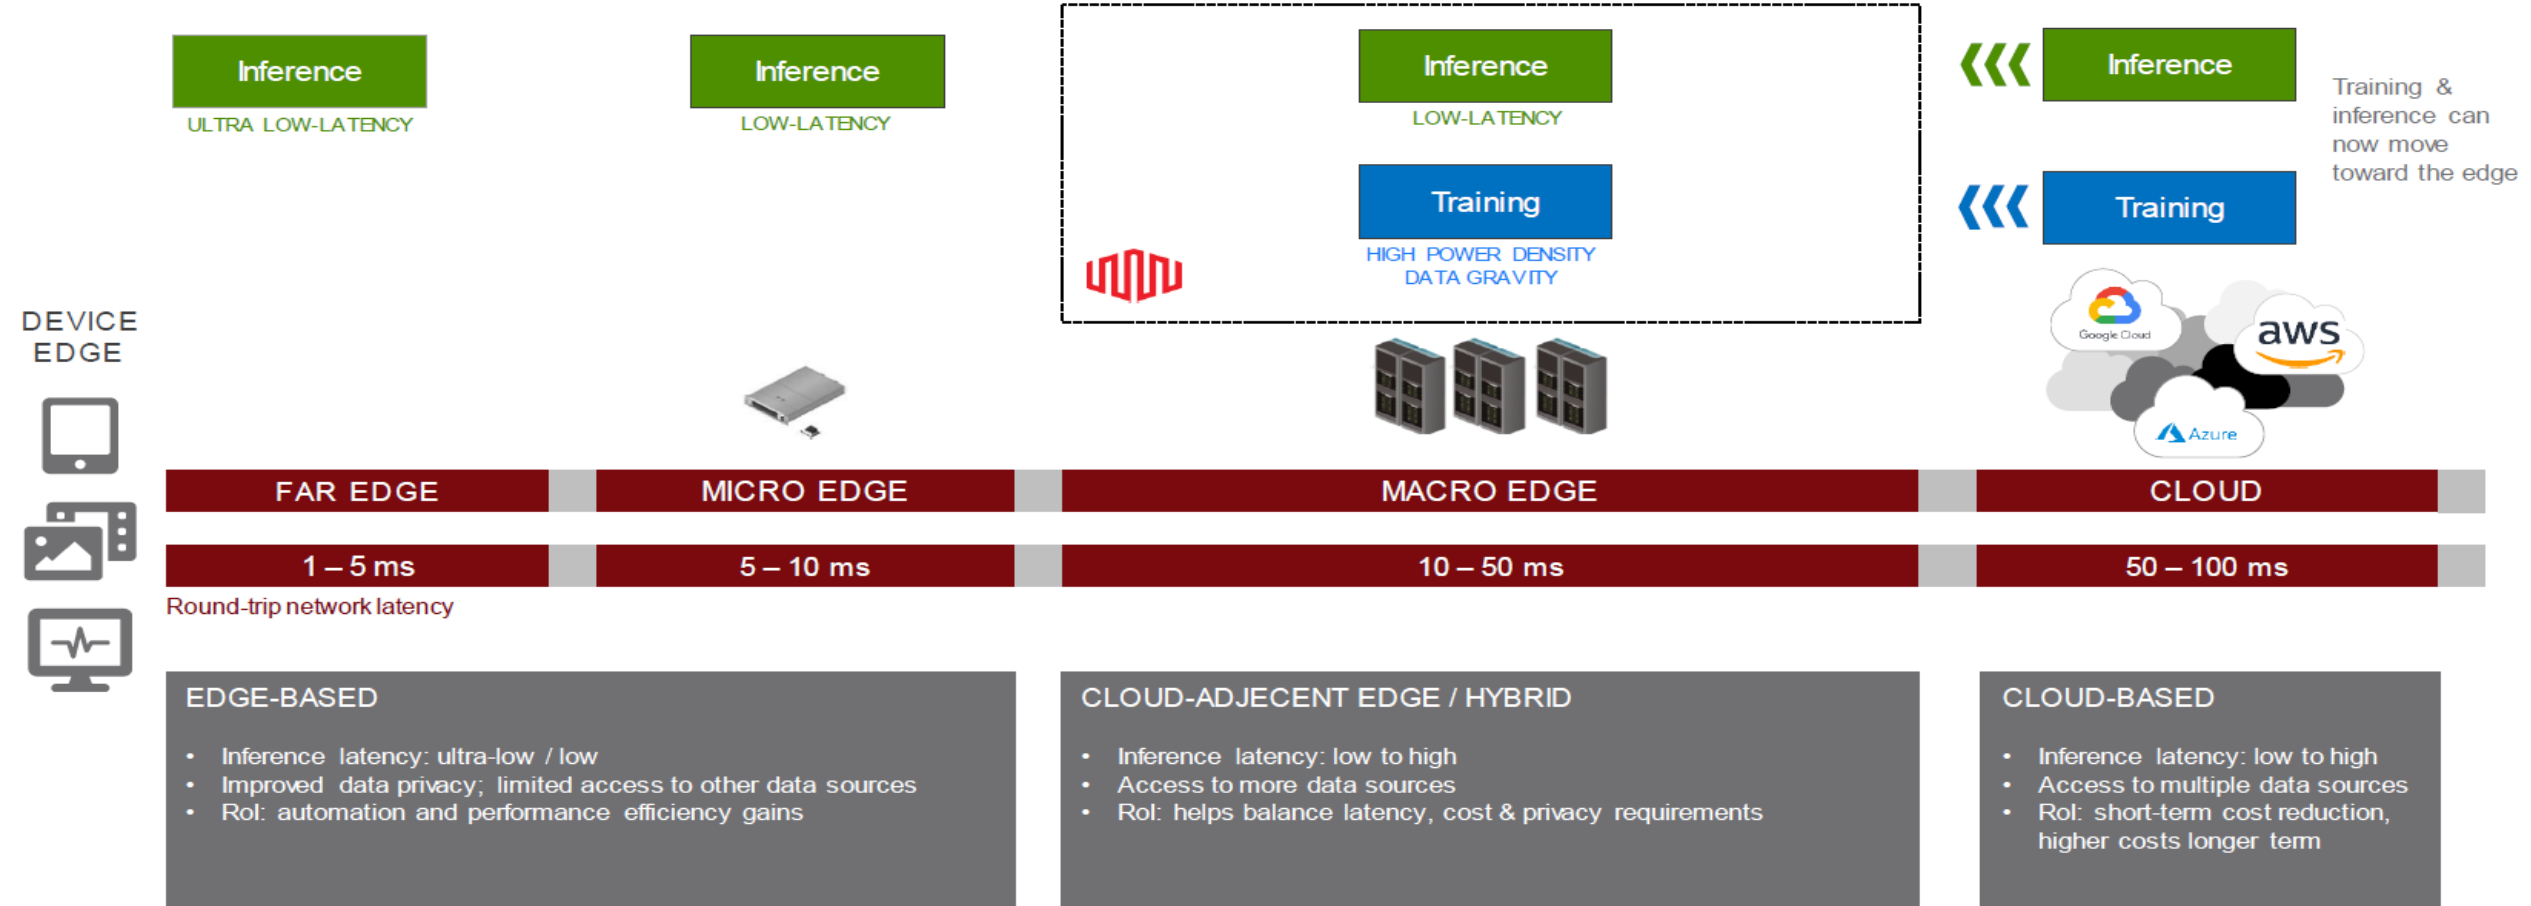 Inference
ULTRA LOW-LATENCY
Inference
LOW-LATENCY
Inference
LOW-LATENCY
Training
HIGH POWER DENSITY
DATA GRAVITY
Inference
Training
Training &
inference can
now move
toward the edge
Google Cloud
aws
Azure
DEVICE
EDGE
FAR EDGE
MICRO EDGE
MACRO EDGE
CLOUD
1 – 5 ms
5 – 10 ms
10 – 50 ms
50 – 100 ms
Round-trip network latency
EDGE-BASED
• Inference latency: ultra-low / low
• Improved data privacy; limited access to other data sources
• RoI: automation and performance efficiency gains
CLOUD-ADJECENT EDGE / HYBRID
• Inference latency: low to high
• Access to more data sources
• RoI: helps balance latency, cost & privacy requirements
CLOUD-BASED
• Inference latency: low to high
• Access to multiple data sources
• RoI: short-term cost reduction,
higher costs longer term